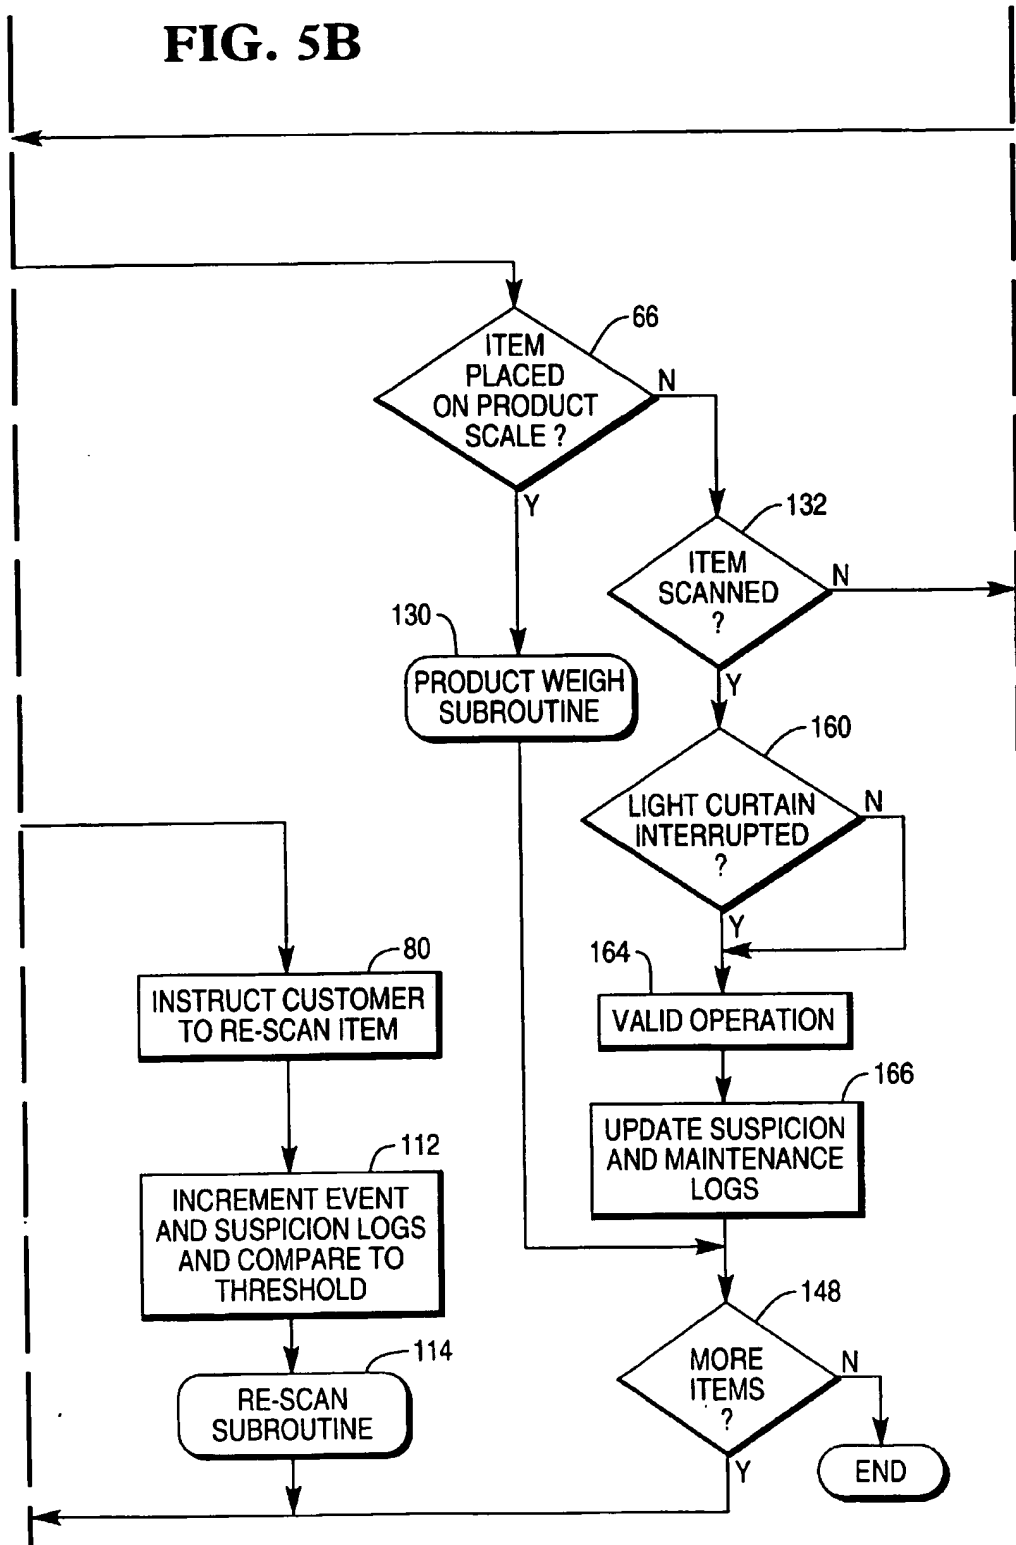 FIG. 5B
66
ITEM
PLACED
ON PRODUCT
SCALE ?
N
Y
132
ITEM
SCANNED
?
N
Y
130
PRODUCT WEIGH
SUBROUTINE
160
LIGHT CURTAIN
INTERRUPTED
?
N
Y
80
INSTRUCT CUSTOMER
TO RE-SCAN ITEM
164
VALID OPERATION
166
UPDATE SUSPICION
AND MAINTENANCE
LOGS
112
INCREMENT EVENT
AND SUSPICION LOGS
AND COMPARE TO
THRESHOLD
148
MORE
ITEMS
?
N
Y
114
RE-SCAN
SUBROUTINE
END